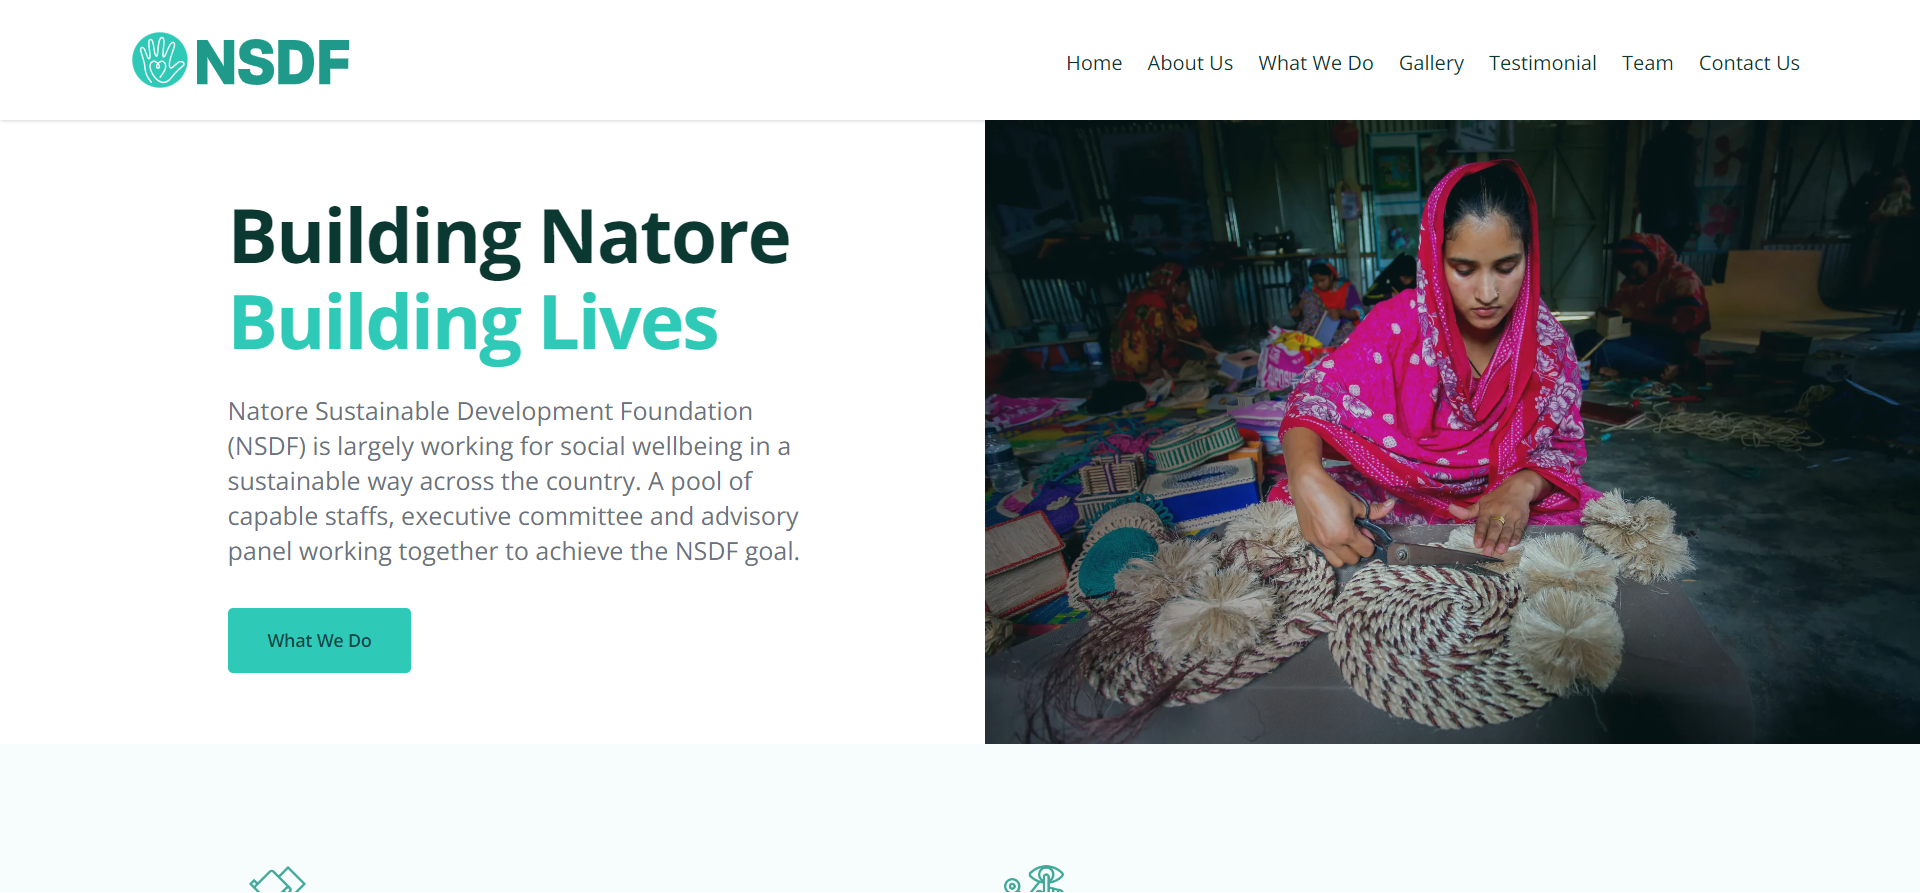 NSDF
Home About Us What We Do Gallery Testimonial Team Contact Us
Building Natore
Building Lives
Natore Sustainable Development Foundation
(NSDF) is largely working for social wellbeing in a
sustainable way across the country. A pool of
capable staffs, executive committee and advisory
panel working together to achieve the NSDF goal.
What We Do